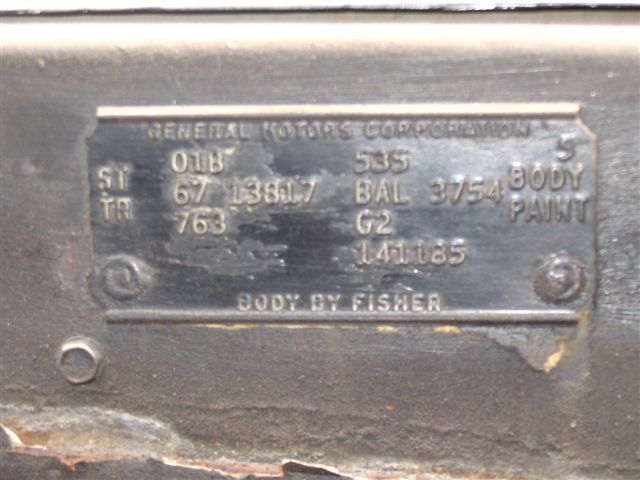 GENERAL MOTORS CORPORATION
01B 535 5
ST 67 13817 BAL 3754 BODY
TR 763 G2 PAINT
141185
BODY BY FISHER